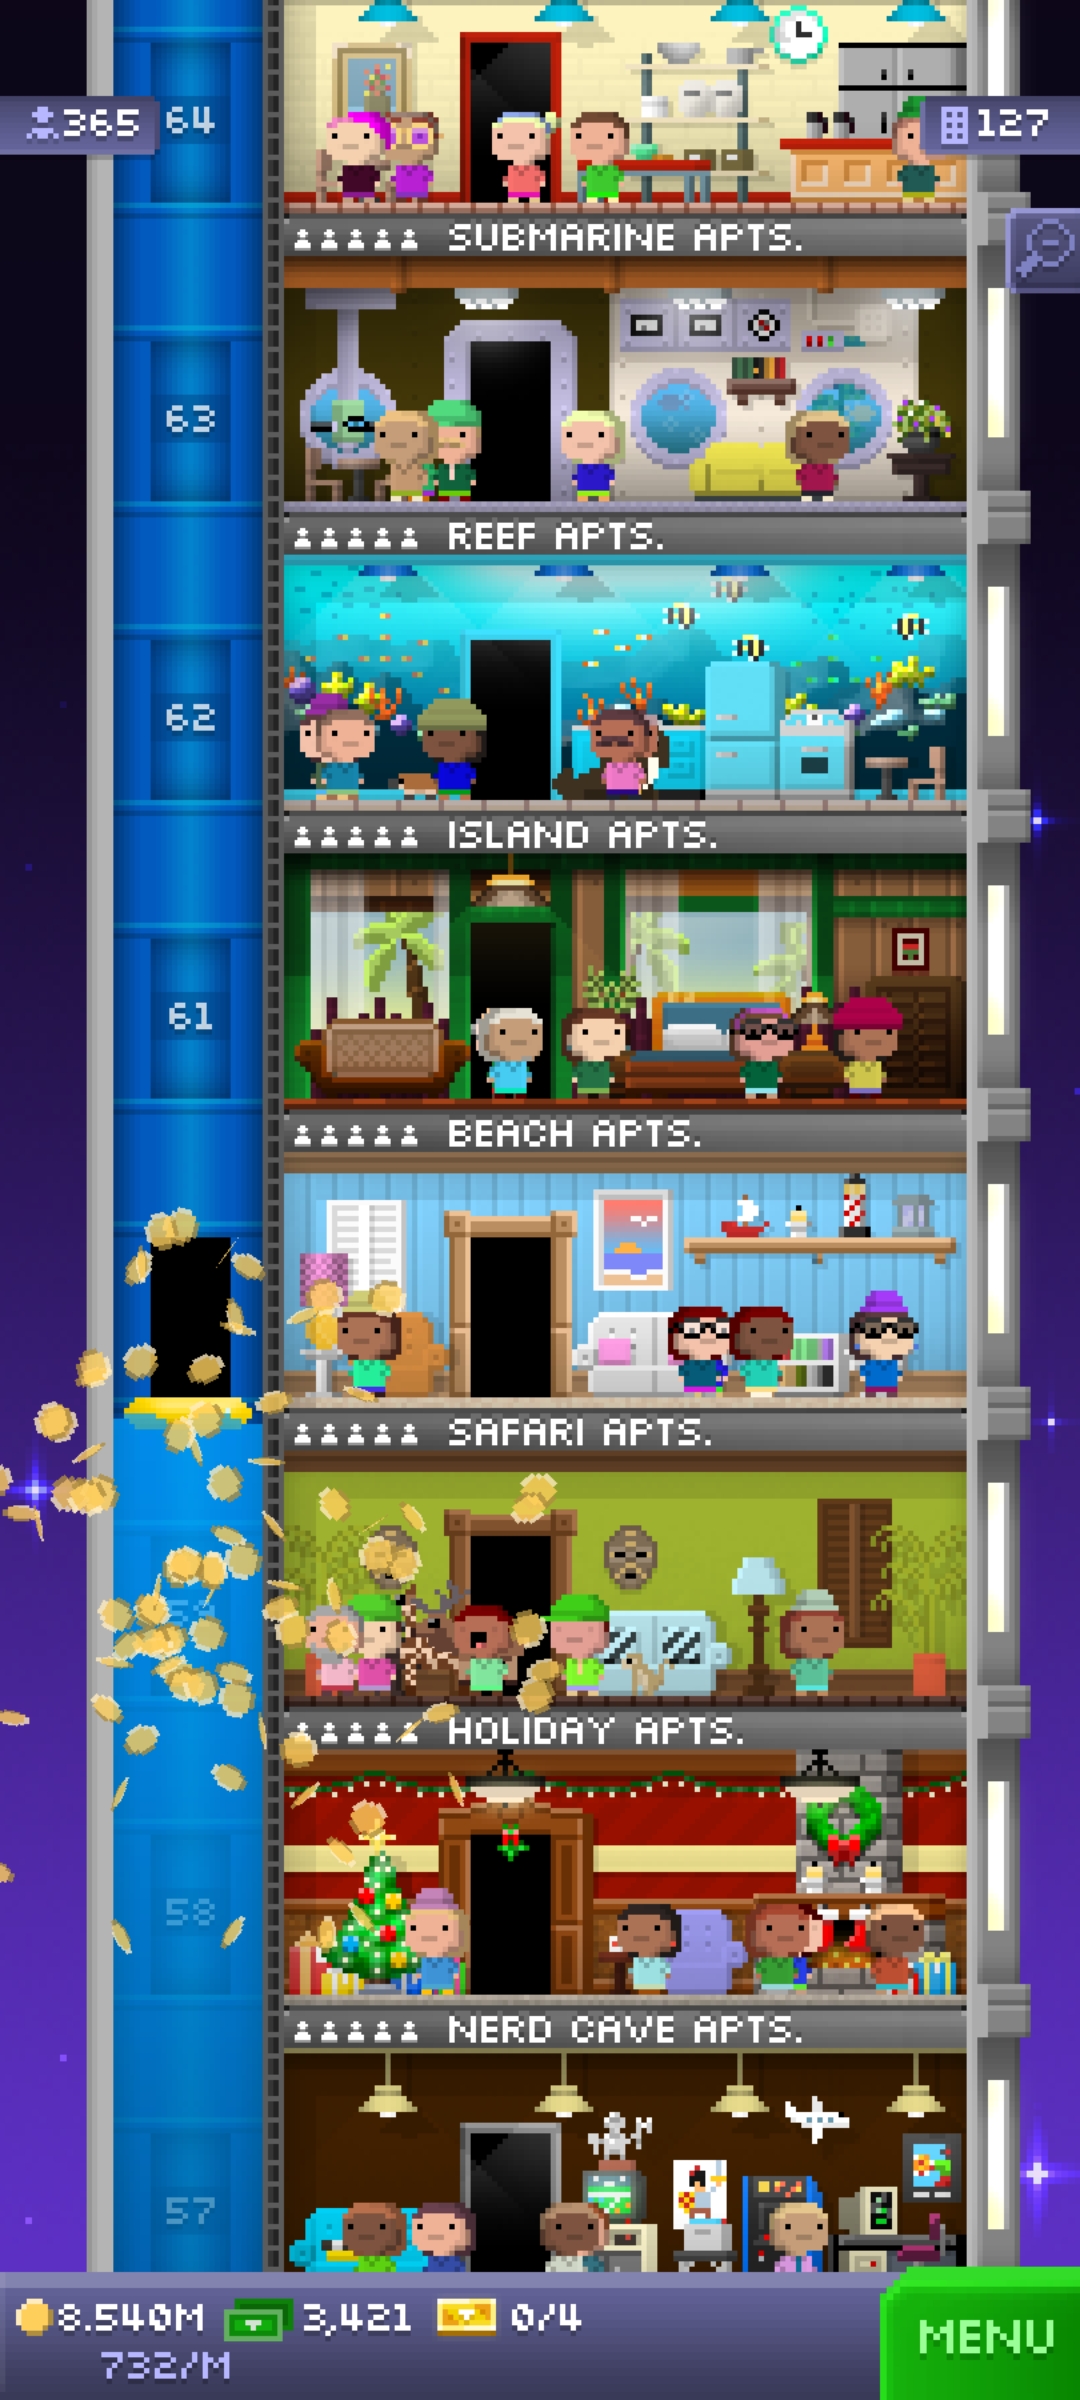 64
365
127
SUBMARINE APTS.
63
REEF APTS.
62
ISLAND APTS.
61
BEACH APTS.
SAFARI APTS.
HOLIDAY APTS.
58
NERD CAVE APTS.
57
8.540M 3,421 0/4
732/M
MENU